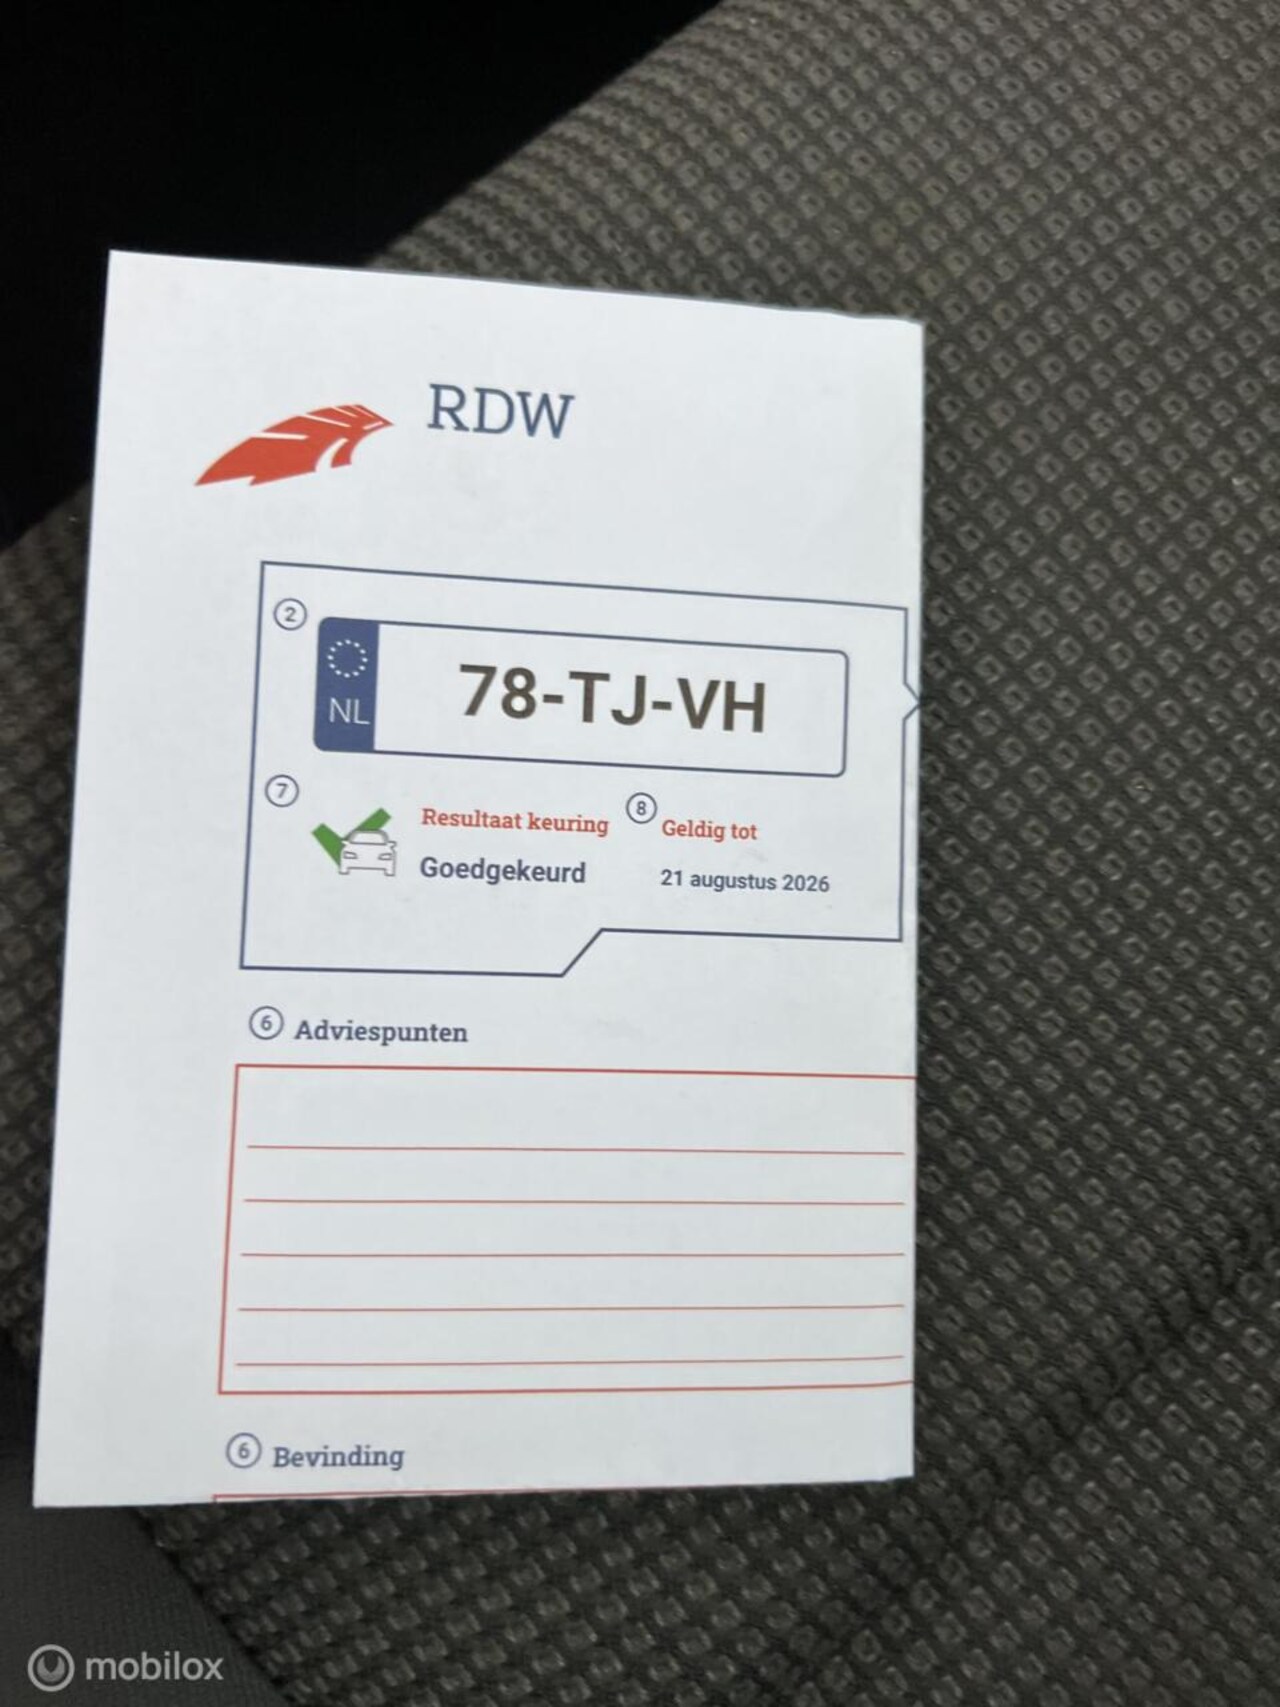 RDW
2
NL
78-TJ-VH
7
Resultaat keuring
8
Geldig tot
Goedgekeurd
21 augustus 2026
6 Adviespunten
6 Bevinding
mobilox